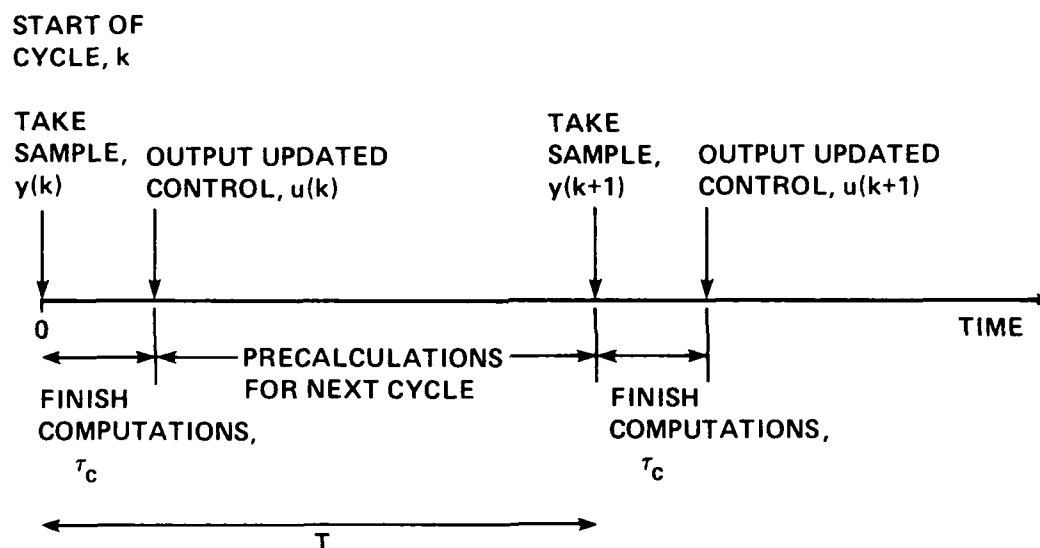 START OF
CYCLE, k
TAKE
SAMPLE,
y(k)
OUTPUT UPDATED
CONTROL, u(k)
TAKE
SAMPLE,
y(k+1)
OUTPUT UPDATED
CONTROL, u(k+1)
0
TIME
PRECALCULATIONS
FOR NEXT CYCLE
FINISH
COMPUTATIONS,
τc
FINISH
COMPUTATIONS,
τc
T